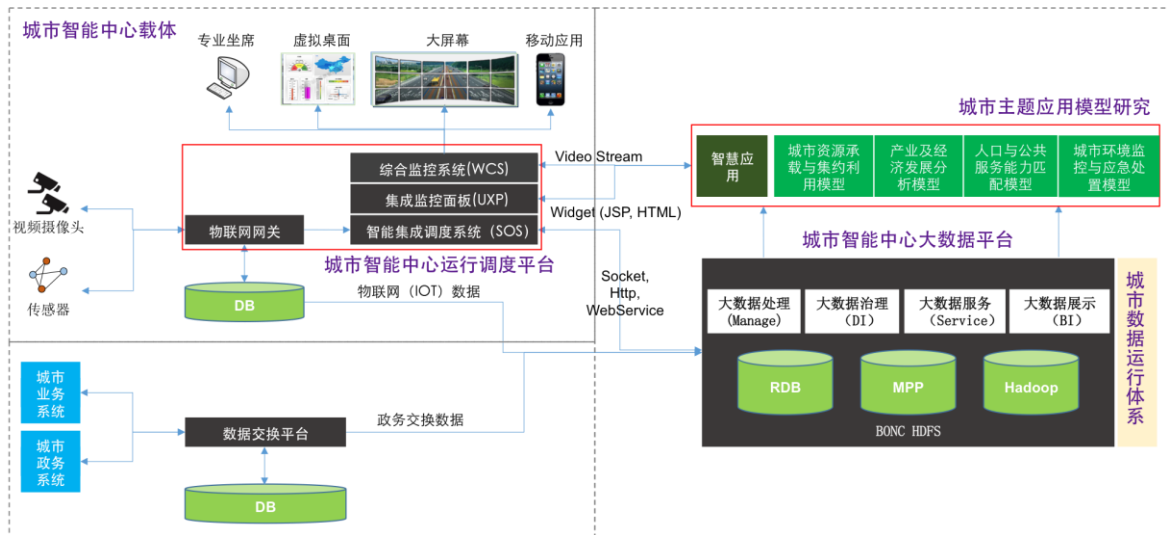 城市智能中心载体
专业坐席
虚拟桌面
大屏幕
移动应用
视频摄像头
传感器
物联网网关
综合监控系统(WCS)
集成监控面板(UXP)
智能集成调度系统（SOS）
城市智能中心运行调度平台
DB
物联网（IOT）数据
Video Stream
Widget (JSP, HTML)
Socket,
Http,
WebService
城市
业务
系统
城市
政务
系统
数据交换平台
政务交换数据
DB
城市主题应用模型研究
智慧应
用
城市资源承
载与集约利
用模型
产业及经
济发展分
析模型
人口与公共
服务能力匹
配模型
城市环境监
控与应急处
置模型
城市智能中心大数据平台
大数据处理
(Manage)
大数据治理
（DI）
大数据服务
（Service）
大数据展示
（BI）
RDB
MPP
Hadoop
BONC HDFS
城市数据运行体系